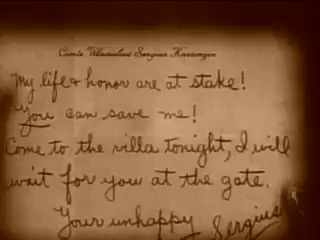 Comte Wladislaw Sergius Karamzin
My life & honor are at stake!
You can save me!
Come to the villa tonight, I will
wait for you at the gate.
Your unhappy Sergius